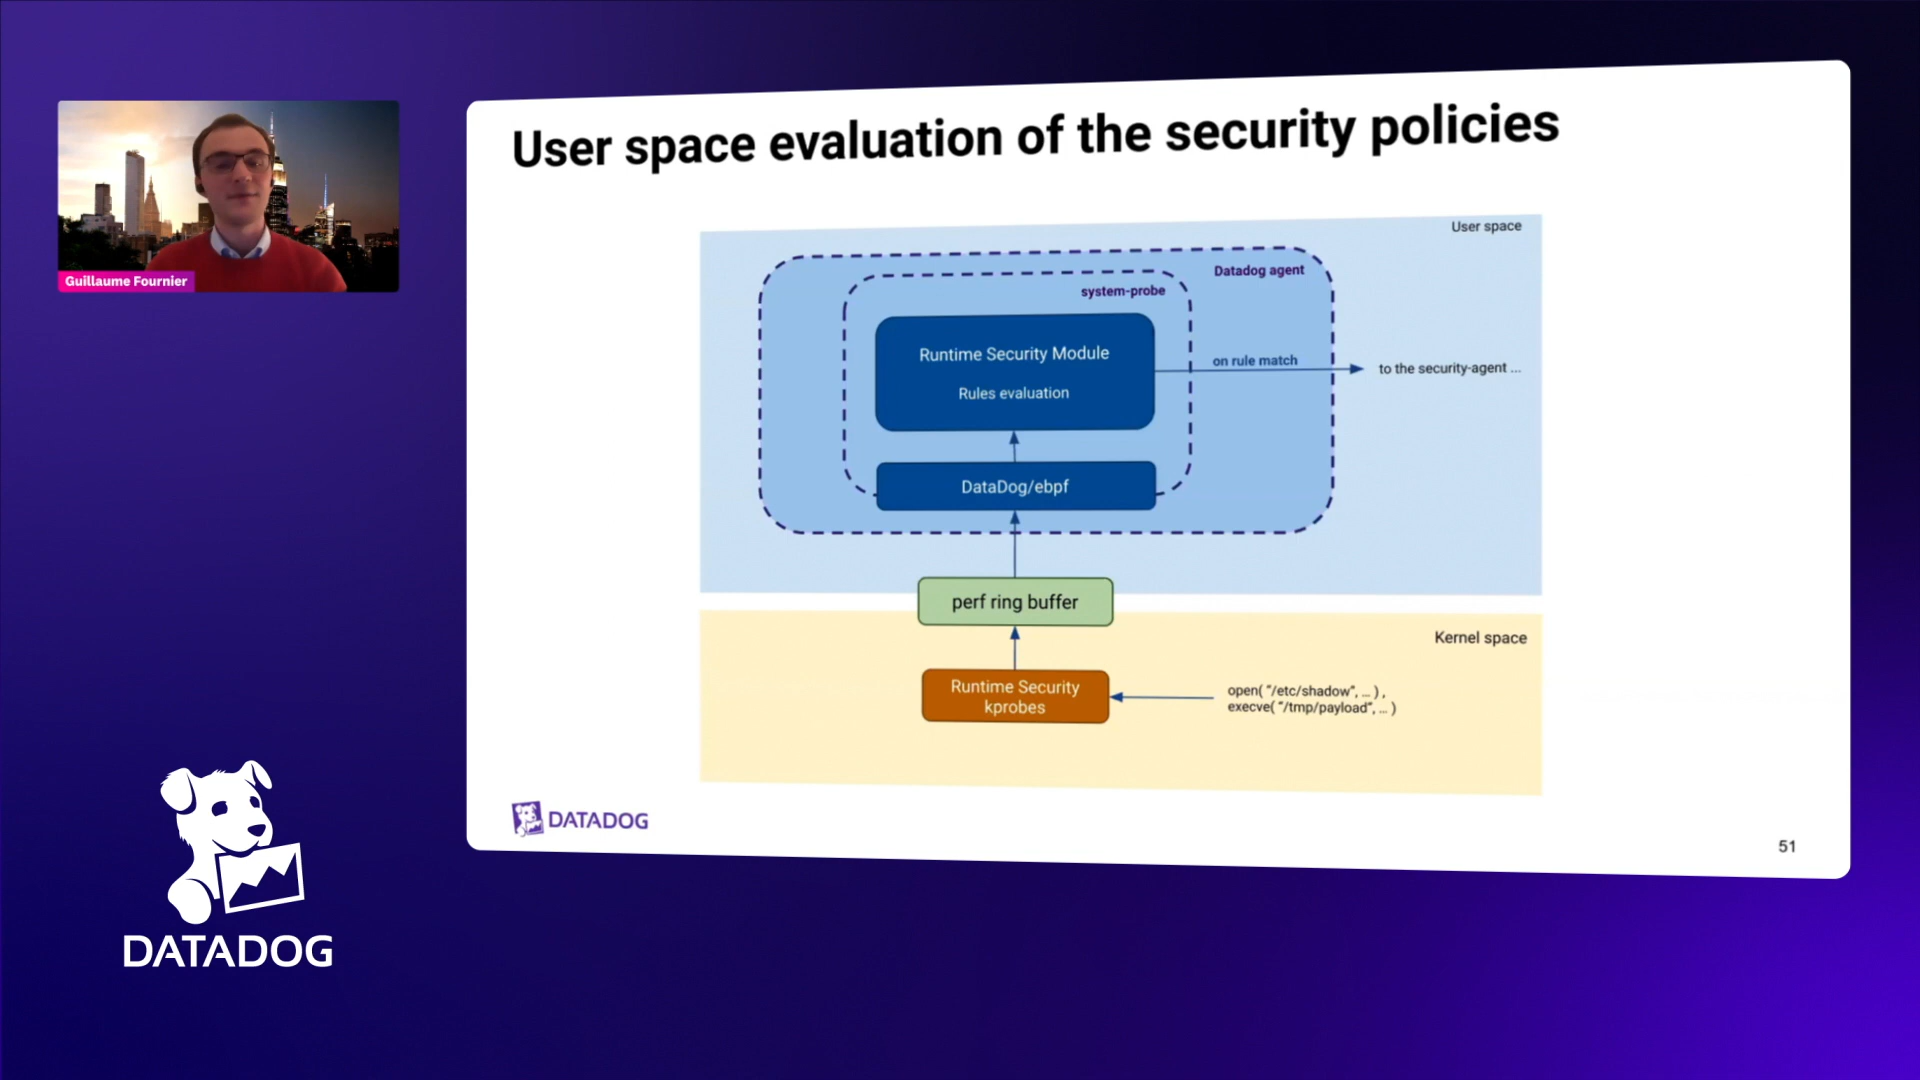 User space evaluation of the security policies
Guillaume Fournier
User space
Datadog agent
system-probe
Runtime Security Module
Rules evaluation
on rule match
to the security-agent ...
DataDog/ebpf
perf ring buffer
Kernel space
Runtime Security
kprobes
open( “/etc/shadow”, ... ) ,
execve( “/tmp/payload”, ... )
DATADOG
51
DATADOG